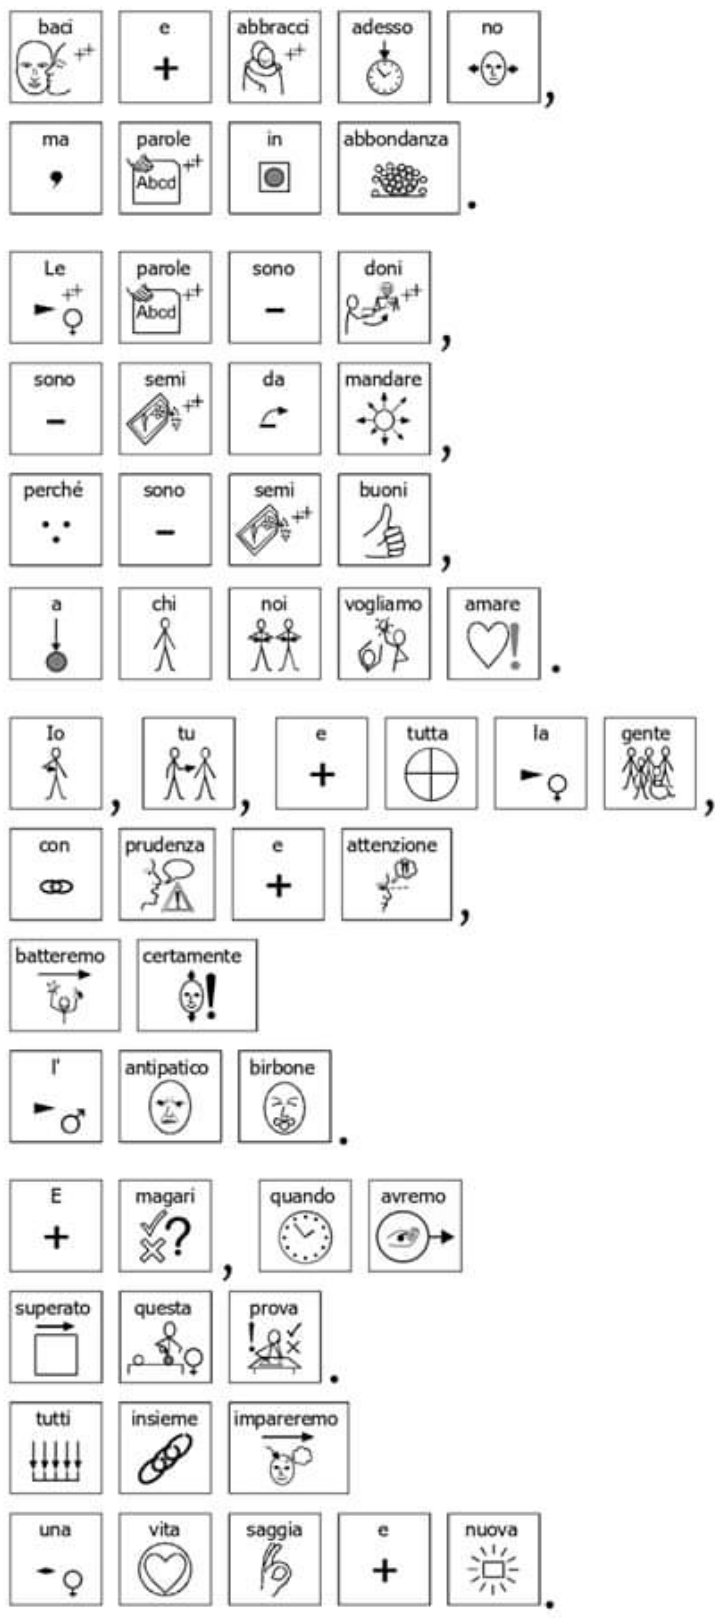 baci e abbracci adesso no,
ma parole in abbondanza.
Le parole sono doni,
sono semi da mandare,
perché sono semi buoni,
a chi noi vogliamo amare.
Io, tu, e tutta la gente,
con prudenza e attenzione,
batteremo certamente
l' antipatico birbone.
E magari, quando avremo
superato questa prova.
tutti insieme impareremo
una vita saggia e nuova.